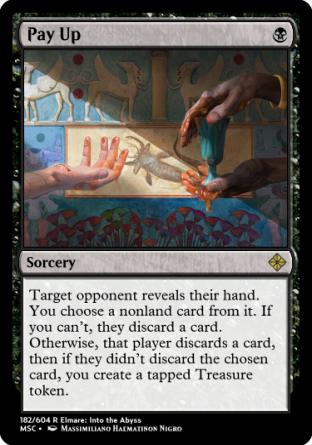 Pay Up
Sorcery
Target opponent reveals their hand.
You choose a nonland card from it. If
you can't, they discard a card.
Otherwise, that player discards a card,
then if they didn't discard the chosen
card, you create a tapped Treasure
token.
182/604 R Elmare: Into the Abyss
MSC • Massimiliano Haematinon Nigro